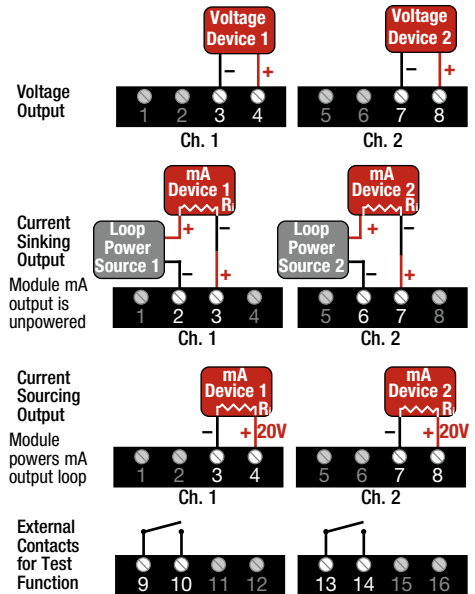 Voltage Device 1
Voltage Device 2
– +
– +
Voltage Output
1 2 3 4
5 6 7 8
Ch. 1
Ch. 2
mA Device 1
Ri
mA Device 2
Ri
Current Sinking Output
Loop Power Source 1
+ –
– +
Loop Power Source 2
+ –
– +
Module mA output is unpowered
1 2 3 4
5 6 7 8
Ch. 1
Ch. 2
Current Sourcing Output
mA Device 1
Ri
mA Device 2
Ri
Module powers mA output loop
– + 20V
– + 20V
1 2 3 4
5 6 7 8
Ch. 1
Ch. 2
External Contacts for Test Function
9 10 11 12
13 14 15 16